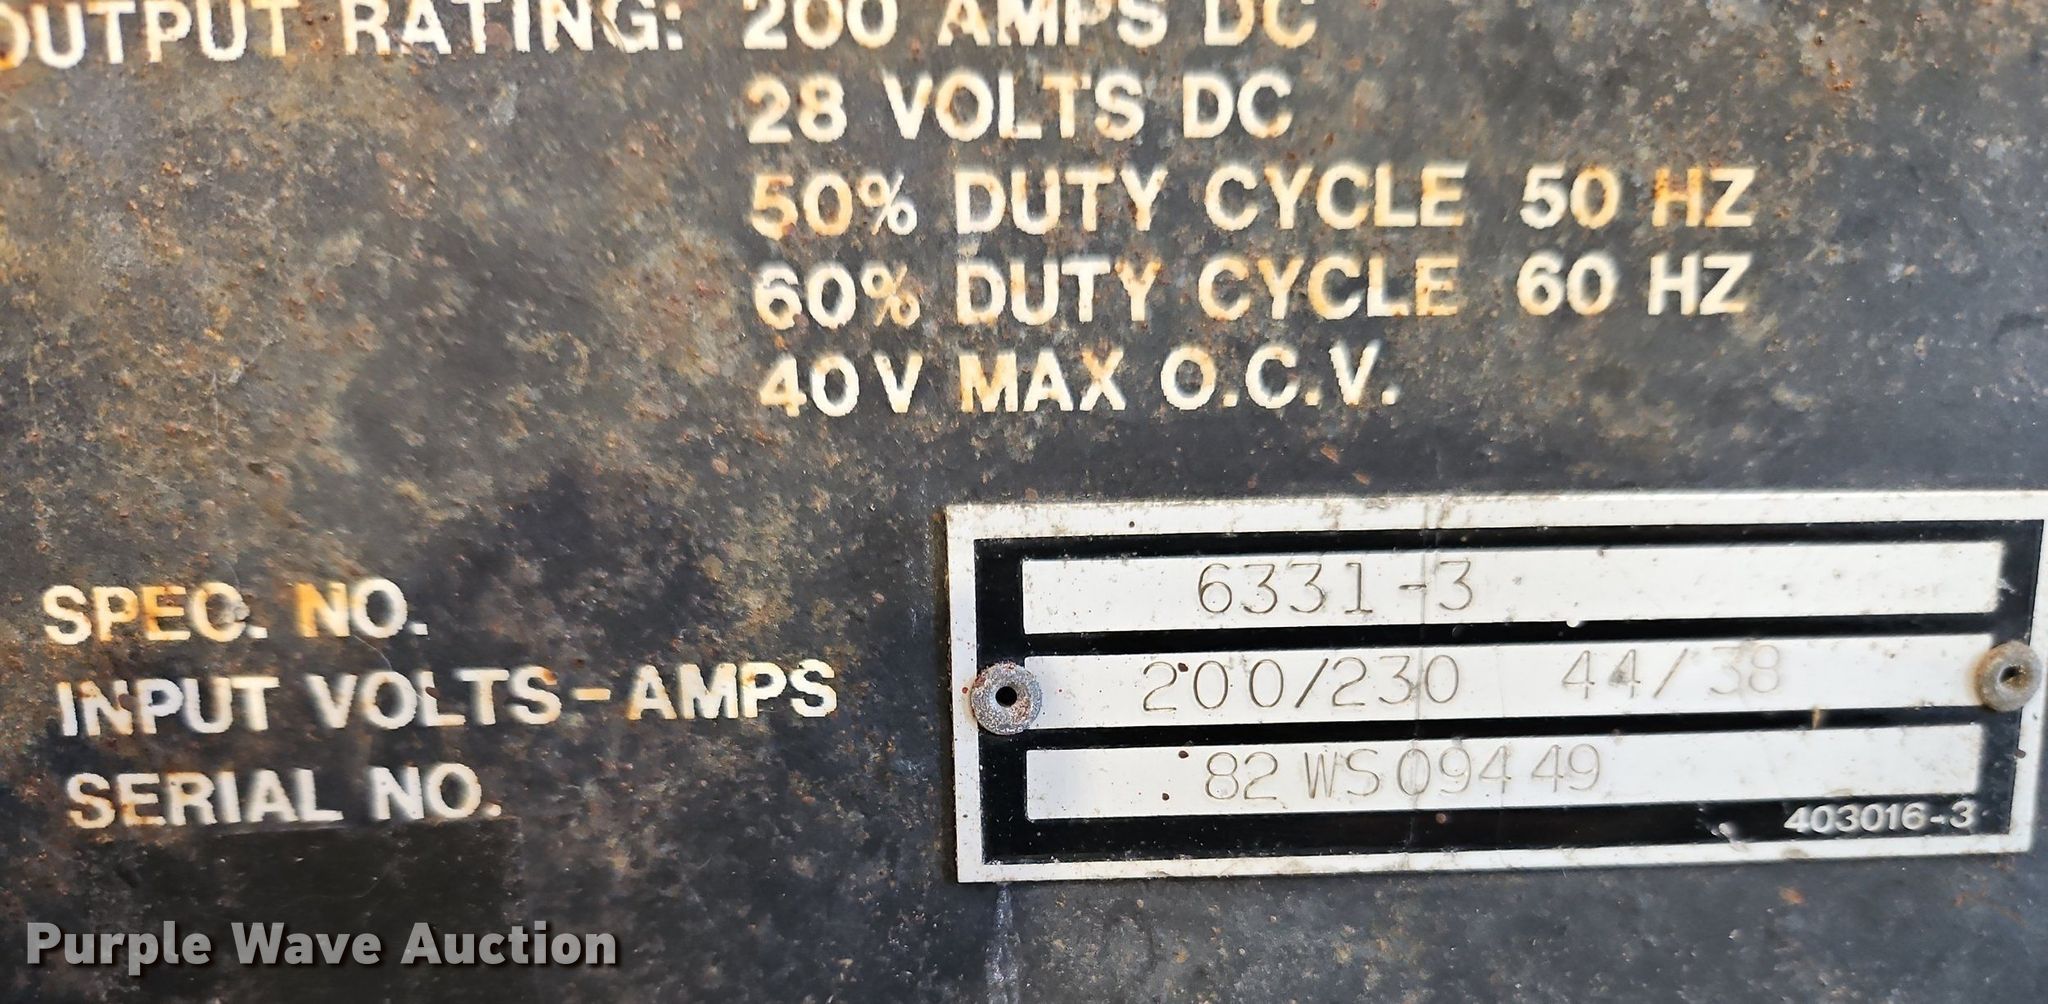 OUTPUT RATING: 200 AMPS DC
28 VOLTS DC
50% DUTY CYCLE 50 HZ
60% DUTY CYCLE 60 HZ
40V MAX O.C.V.
SPEC. NO. 6331-3
INPUT VOLTS-AMPS 200/230 44/38
SERIAL NO. 82WS09449
403016-3
Purple Wave Auction